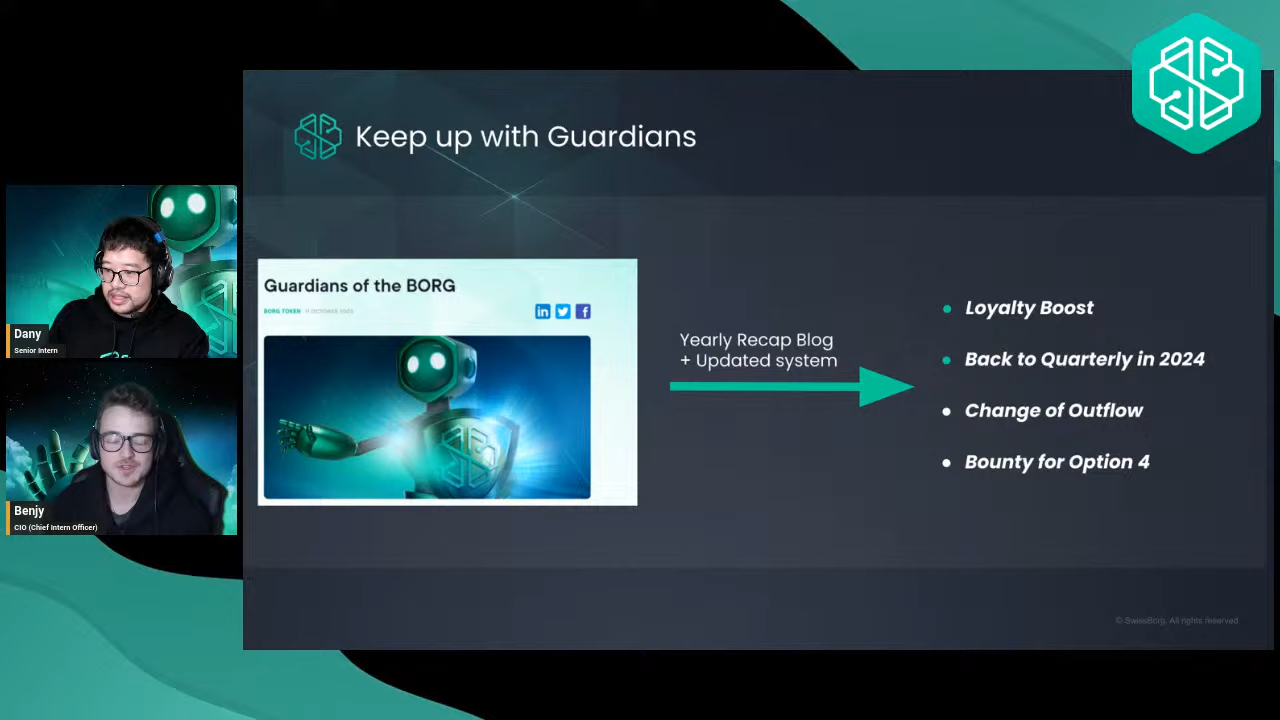 Keep up with Guardians
Dany
Senior Intern
Benjy
CIO (Chief Intern Officer)
Guardians of the BORG
BORG TOKEN
in
f
Yearly Recap Blog
+ Updated system
Loyalty Boost
Back to Quarterly in 2024
Change of Outflow
Bounty for Option 4
© SwissBorg. All rights reserved